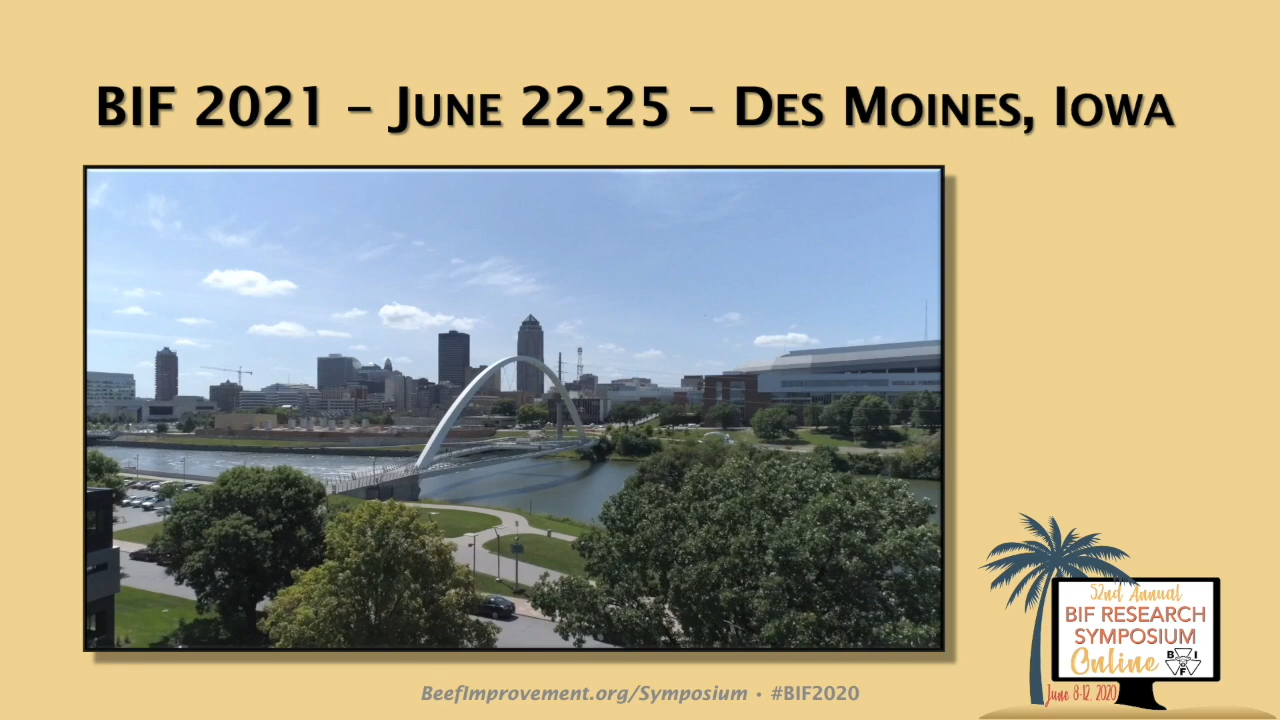 BIF 2021 – June 22-25 – Des Moines, Iowa
52nd Annual
BIF RESEARCH
SYMPOSIUM
Online
B I
F
June 8-12, 2020
BeefImprovement.org/Symposium • #BIF2020